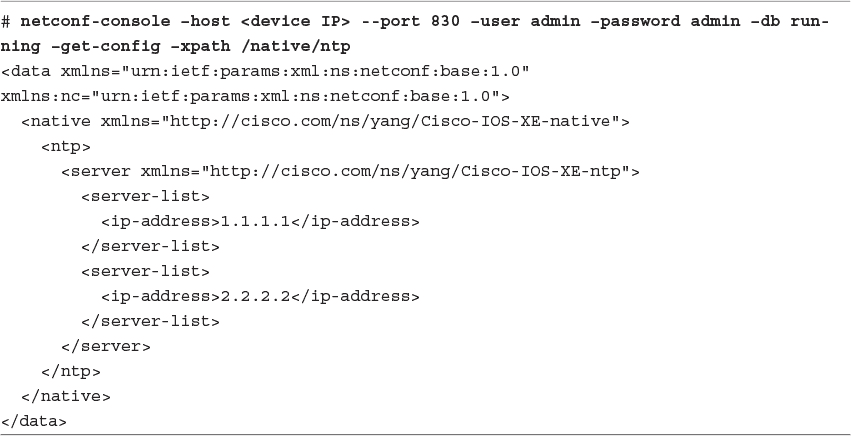 # netconf-console –host <device IP> --port 830 –user admin –password admin –db run-
ning –get-config –xpath /native/ntp
<data xmlns="urn:ietf:params:xml:ns:netconf:base:1.0"
xmlns:nc="urn:ietf:params:xml:ns:netconf:base:1.0">
  <native xmlns="http://cisco.com/ns/yang/Cisco-IOS-XE-native">
    <ntp>
      <server xmlns="http://cisco.com/ns/yang/Cisco-IOS-XE-ntp">
        <server-list>
          <ip-address>1.1.1.1</ip-address>
        </server-list>
        <server-list>
          <ip-address>2.2.2.2</ip-address>
        </server-list>
      </server>
    </ntp>
  </native>
</data>